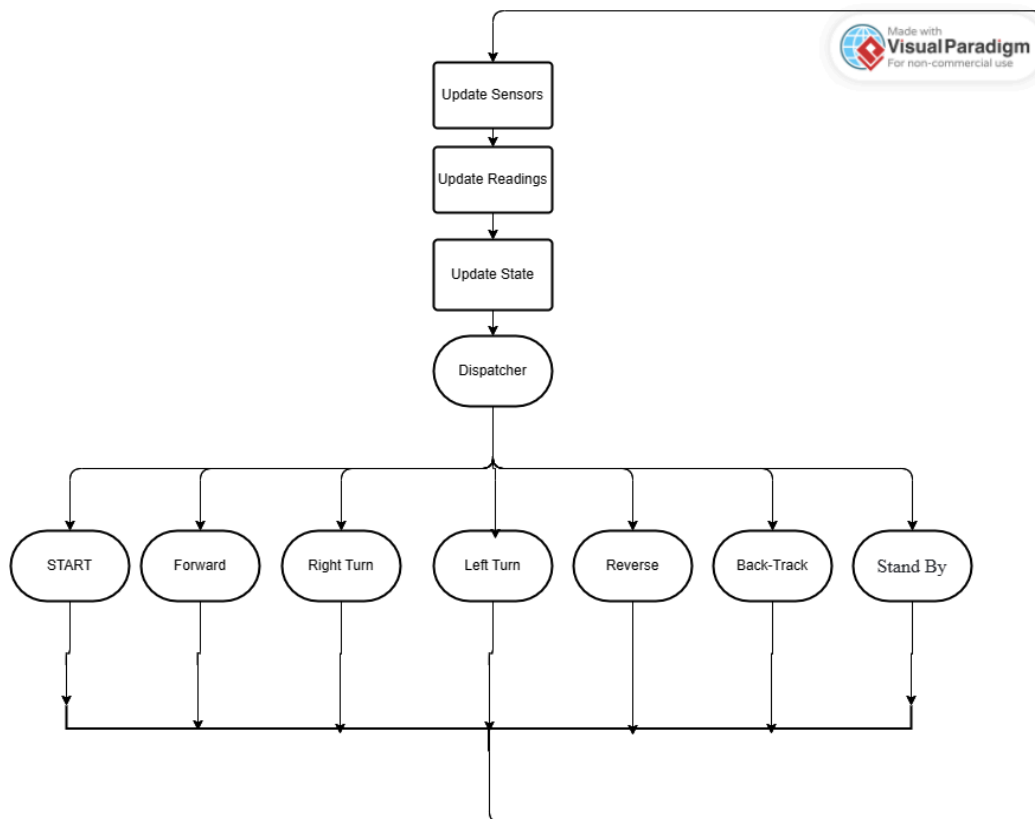 Made with
Visual Paradigm
For non-commercial use
Update Sensors
Update Readings
Update State
Dispatcher
START
Forward
Right Turn
Left Turn
Reverse
Back-Track
Stand By